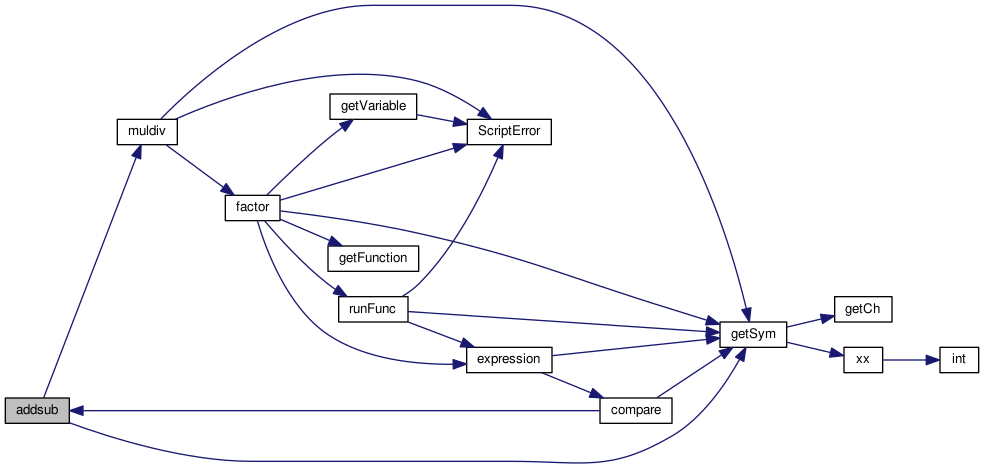 getVariable
muldiv
ScriptError
factor
getFunction
runFunc
getCh
getSym
expression
xx
int
addsub
compare